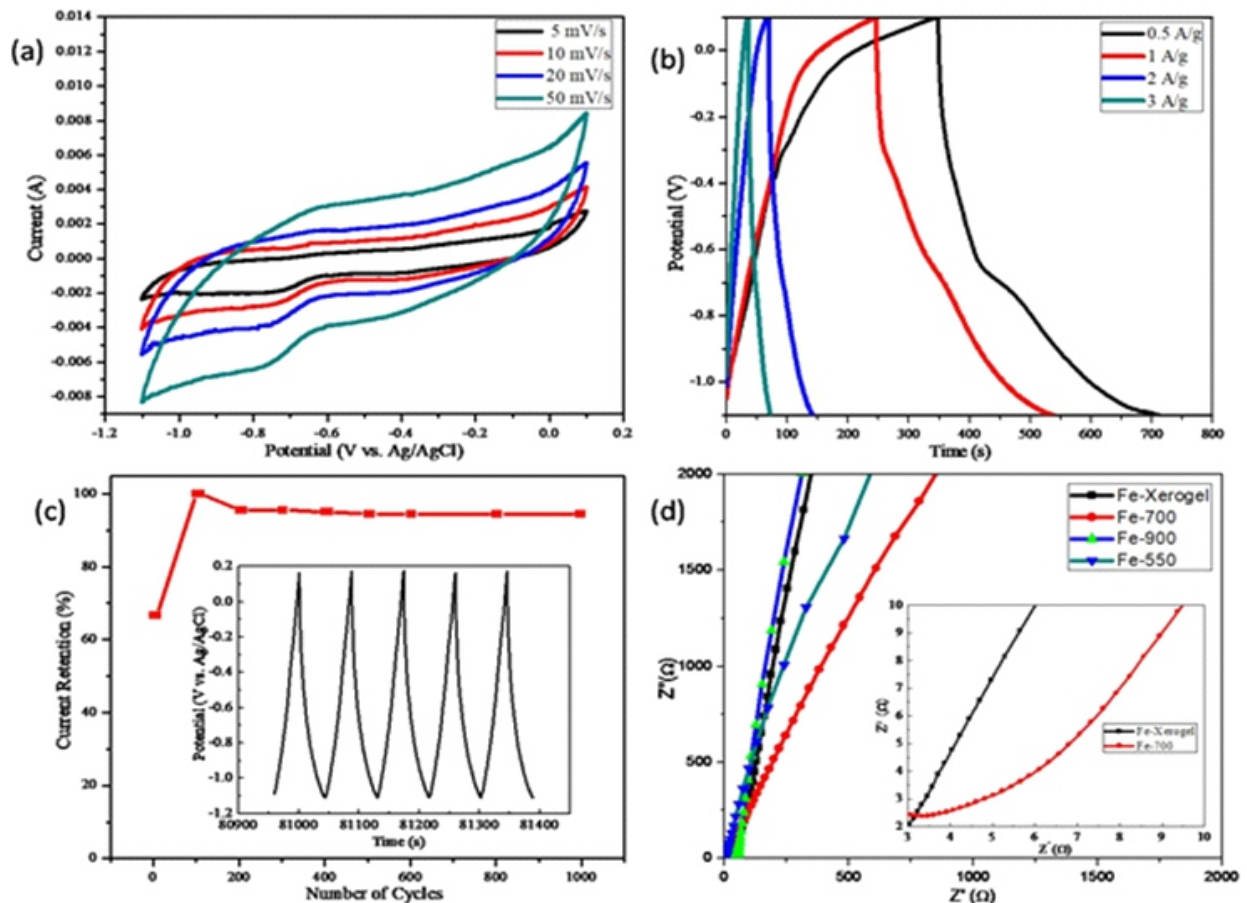 (a)
0.014
0.012
0.010
0.008
0.006
0.004
0.002
0.000
-0.002
-0.004
-0.006
-0.008
Current (A)
5 mV/s
10 mV/s
20 mV/s
50 mV/s
-1.2 -1.0 -0.8 -0.6 -0.4 -0.2 0.0 0.2
Potential (V vs. Ag/AgCl)
(b)
0.0
-0.2
-0.4
-0.6
-0.8
-1.0
Potential (V)
0.5 A/g
1 A/g
2 A/g
3 A/g
0 100 200 300 400 500 600 700 800
Time (s)
(c)
100
80
60
40
20
0
Current Retention (%)
0.2
0.0
-0.2
-0.4
-0.6
-0.8
-1.0
-1.2
Potential (V vs. Ag/AgCl)
80900 81000 81100 81200 81300 81400
Time (s)
0 200 400 600 800 1000
Number of Cycles
(d)
2000
1500
1000
500
0
Z"(Ω)
Fe-Xerogel
Fe-700
Fe-900
Fe-550
10
9
8
7
6
5
4
3
2
Fe-Xerogel
Fe-700
3 4 5 6 7 8 9 10
0 500 1000 1500 2000